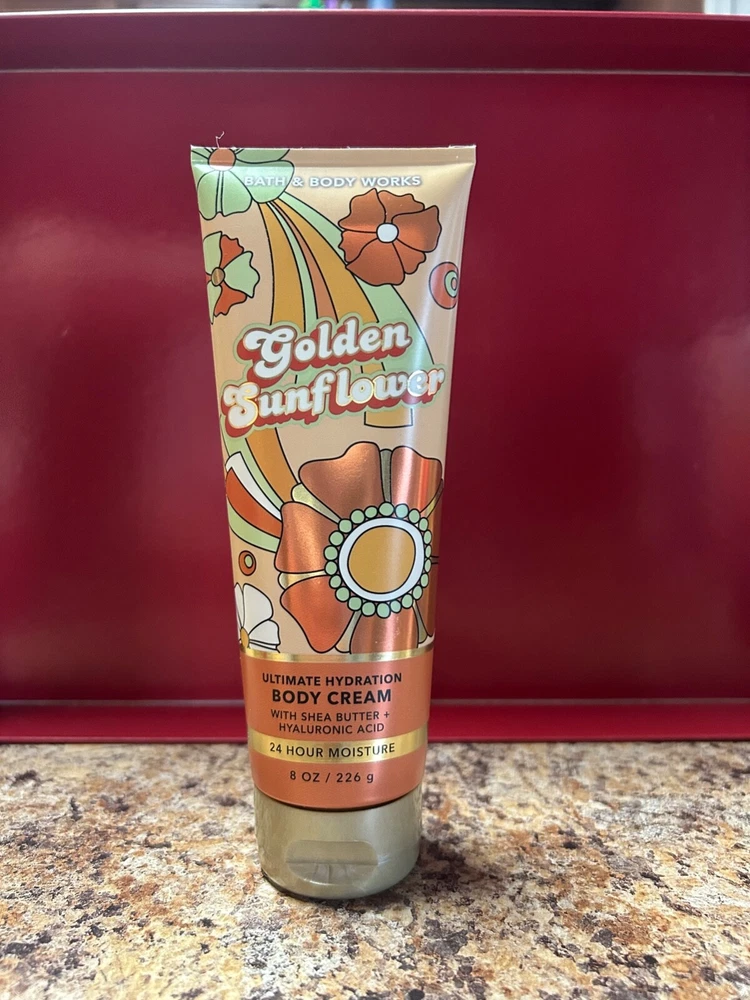 BATH & BODY WORKS
Golden
Sunflower
ULTIMATE HYDRATION
BODY CREAM
WITH SHEA BUTTER +
HYALURONIC ACID
24 HOUR MOISTURE
8 OZ / 226 g